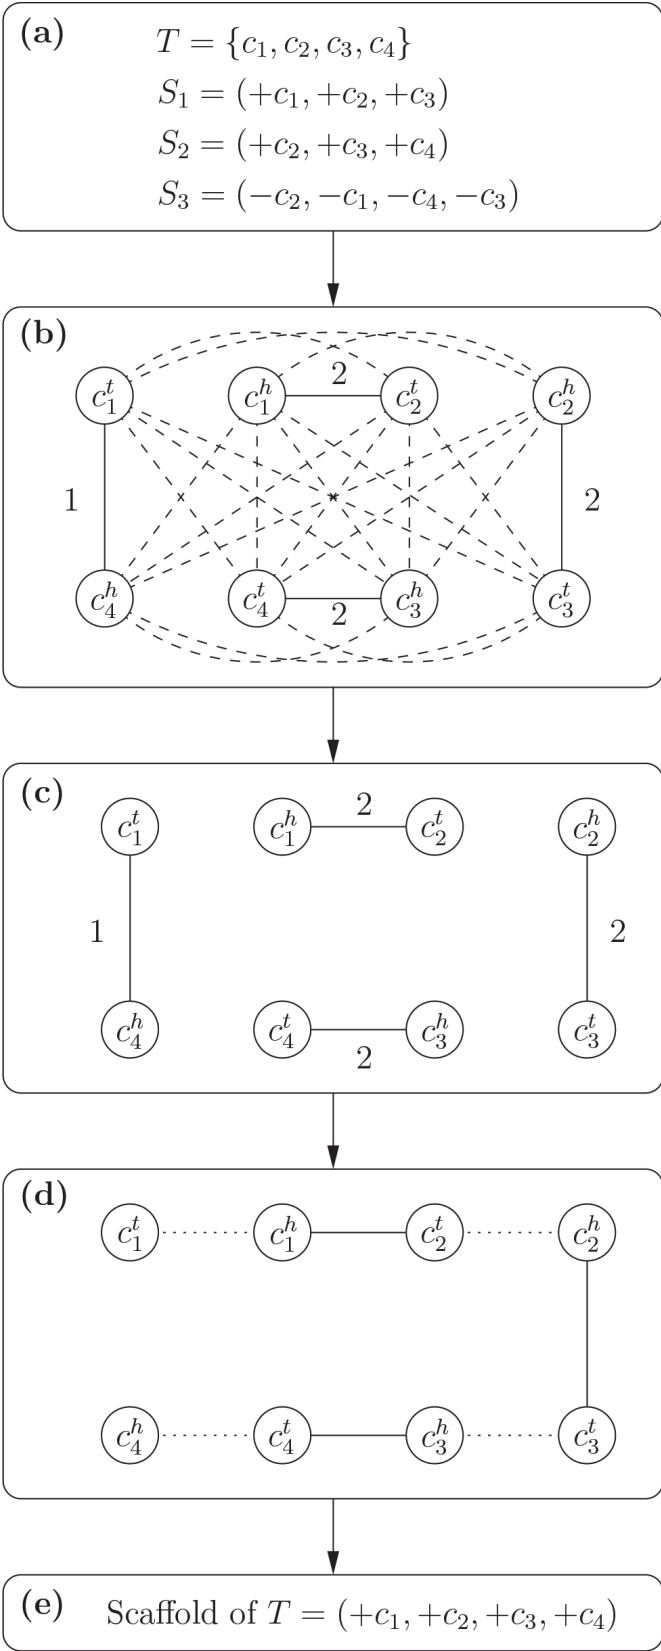 (a)
T = {c₁, c₂, c₃, c₄}
S₁ = (+c₁, +c₂, +c₃)
S₂ = (+c₂, +c₃, +c₄)
S₃ = (−c₂, −c₁, −c₄, −c₃)
(b)
2
c₁ᵗ c₁ʰ c₂ᵗ c₂ʰ
1 2
c₄ʰ c₄ᵗ c₃ʰ c₃ᵗ
2
(c)
2
c₁ᵗ c₁ʰ c₂ᵗ c₂ʰ
1 2
c₄ʰ c₄ᵗ c₃ʰ c₃ᵗ
2
(d)
c₁ᵗ c₁ʰ c₂ᵗ c₂ʰ
c₄ʰ c₄ᵗ c₃ʰ c₃ᵗ
(e) Scaffold of T = (+c₁, +c₂, +c₃, +c₄)